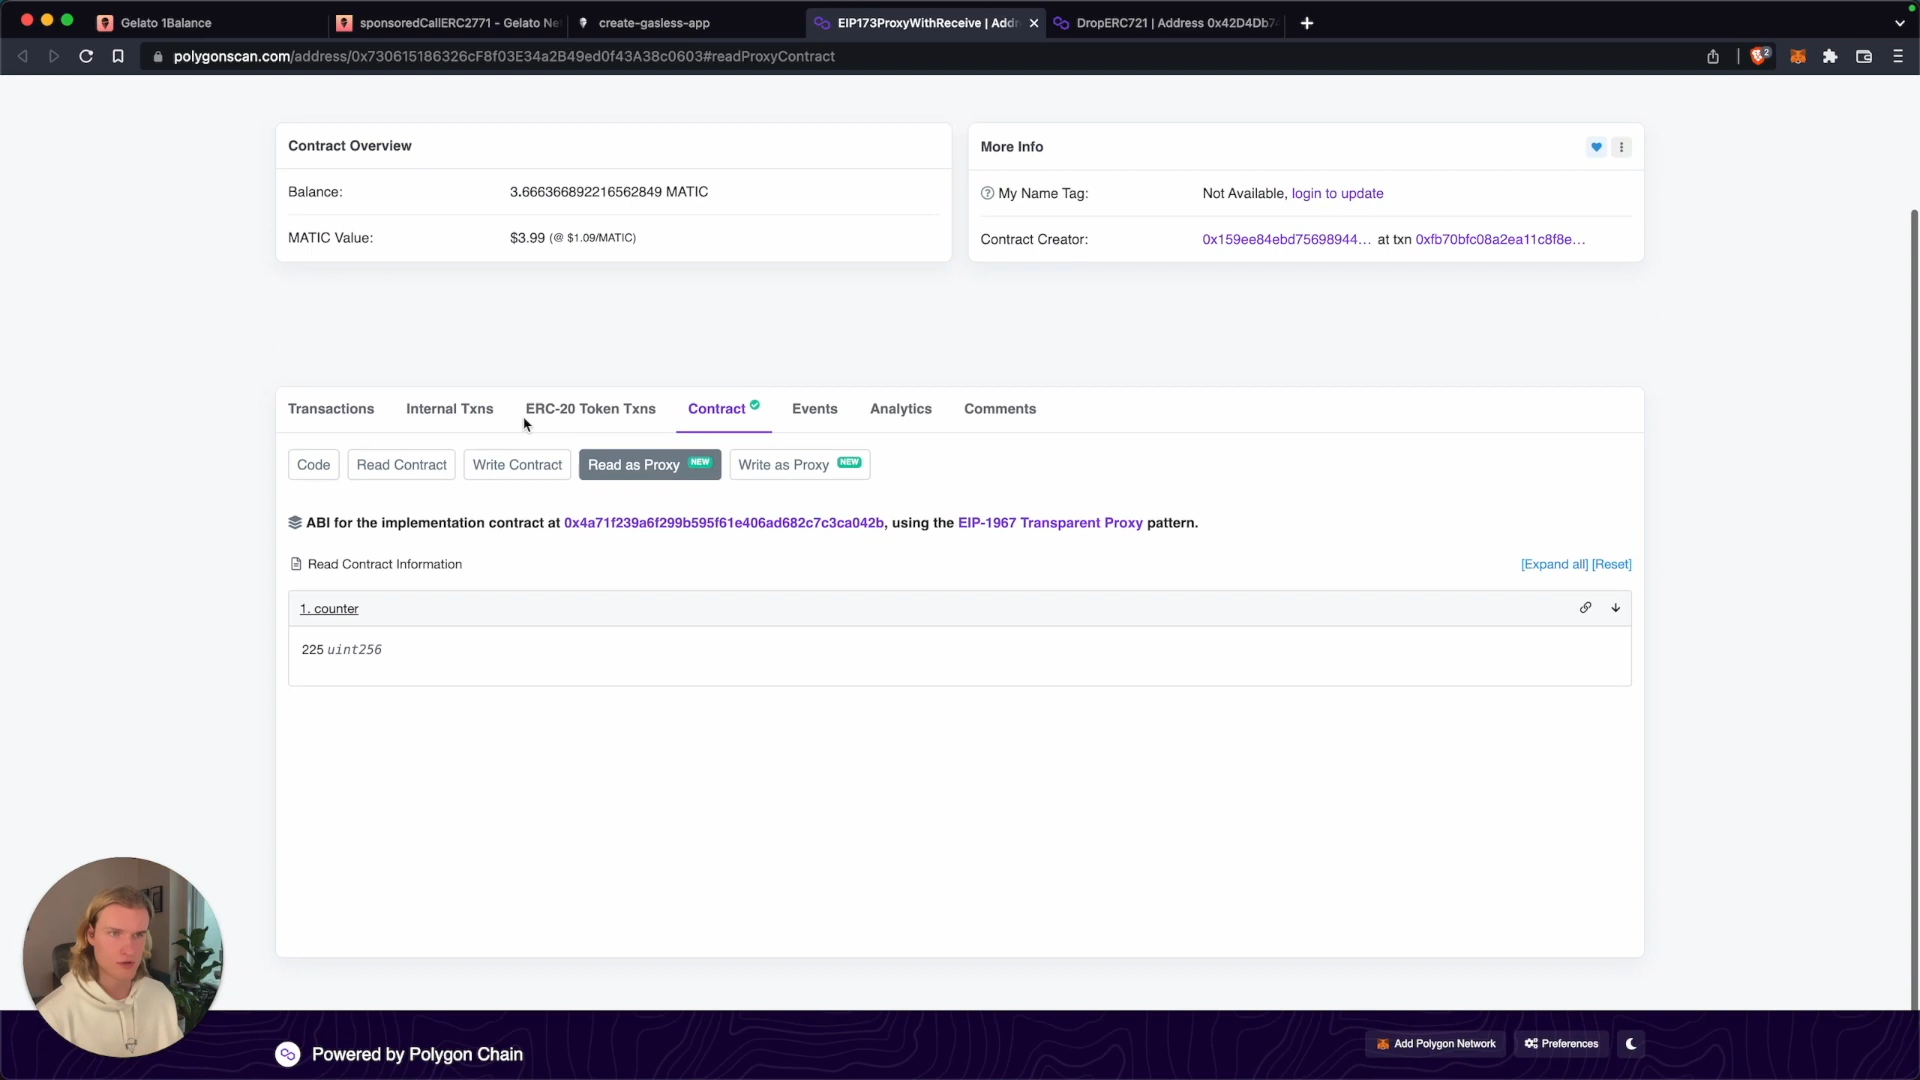 Gelato 1Balance
sponsoredCallERC2771 - Gelato Ne
create-gasless-app
EIP173ProxyWithReceive | Addr
DropERC721 | Address 0x42D4Db74
polygonscan.com/address/0x730615186326cF8f03E34a2B49ed0f43A38c0603#readProxyContract
2
Contract Overview
Balance: 3.666366892216562849 MATIC
MATIC Value: $3.99 (@ $1.09/MATIC)
More Info
My Name Tag: Not Available, login to update
Contract Creator: 0x159ee84ebd75698944... at txn 0xfb70bfc08a2ea11c8f8e...
Transactions
Internal Txns
ERC-20 Token Txns
Contract
Events
Analytics
Comments
Code
Read Contract
Write Contract
Read as Proxy NEW
Write as Proxy NEW
ABI for the implementation contract at 0x4a71f239a6f299b595f61e406ad682c7c3ca042b, using the EIP-1967 Transparent Proxy pattern.
Read Contract Information
[Expand all] [Reset]
1. counter
225 uint256
Powered by Polygon Chain
Add Polygon Network
Preferences